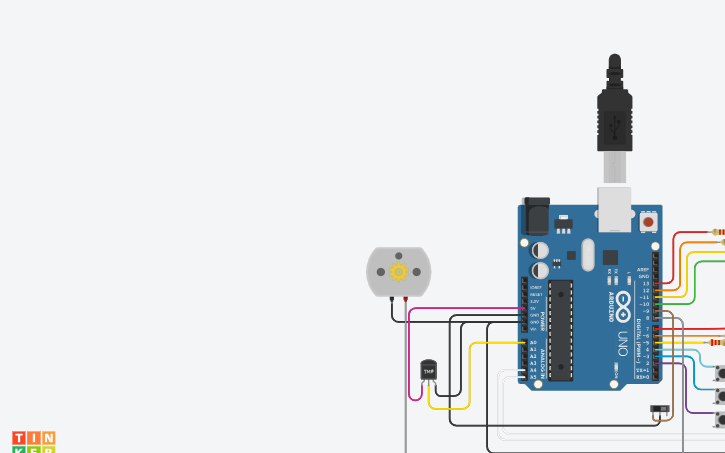 AREF
GND
13
12
~11
~10
~9
8
7
~6
~5
4
~3
2
TX→1
RX←0
DIGITAL (PWM~)
IOREF
RESET
3.3V
5V
GND
GND
Vin
POWER
A0
A1
A2
A3
A4
A5
ANALOG IN
ARDUINO
UNO
TX
RX
L
ON
TMP
TIN
KER